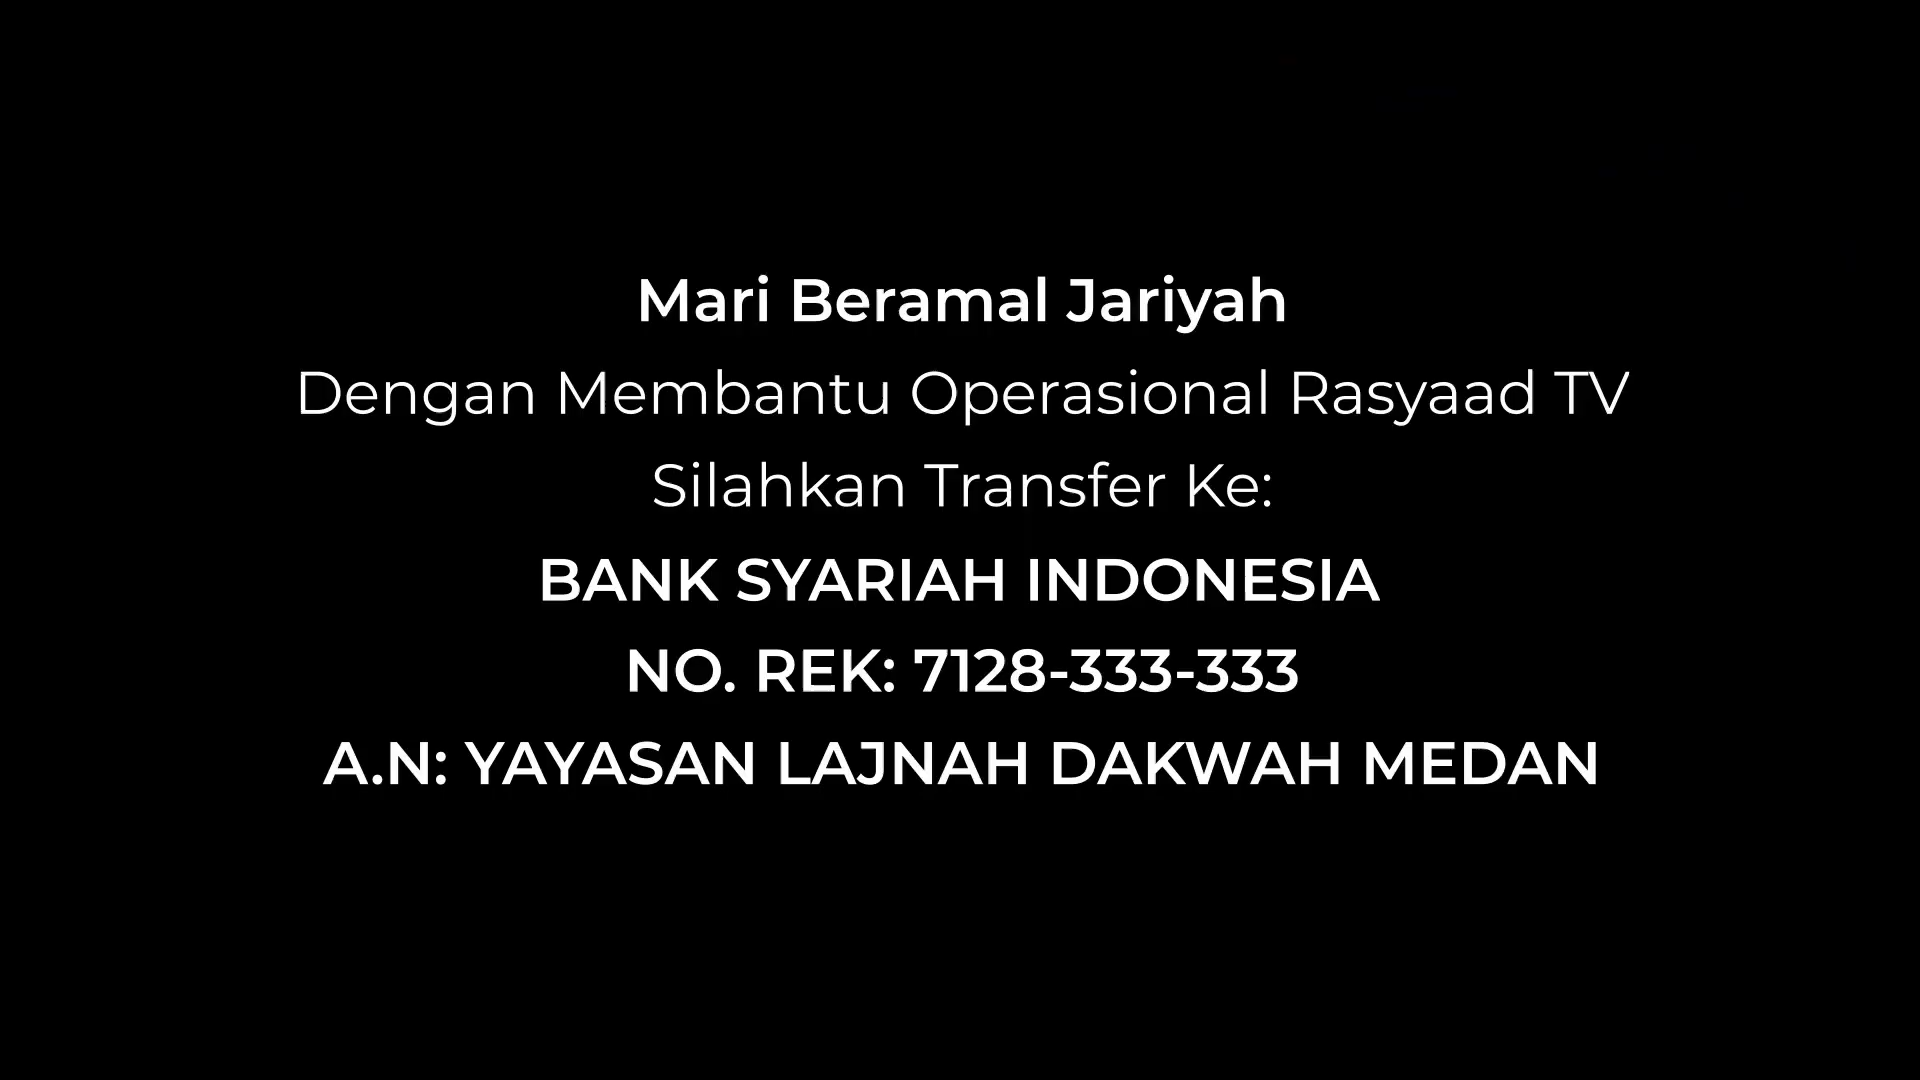 Mari Beramal Jariyah
Dengan Membantu Operasional Rasyaad TV
Silahkan Transfer Ke:
BANK SYARIAH INDONESIA
NO. REK: 7128-333-333
A.N: YAYASAN LAJNAH DAKWAH MEDAN